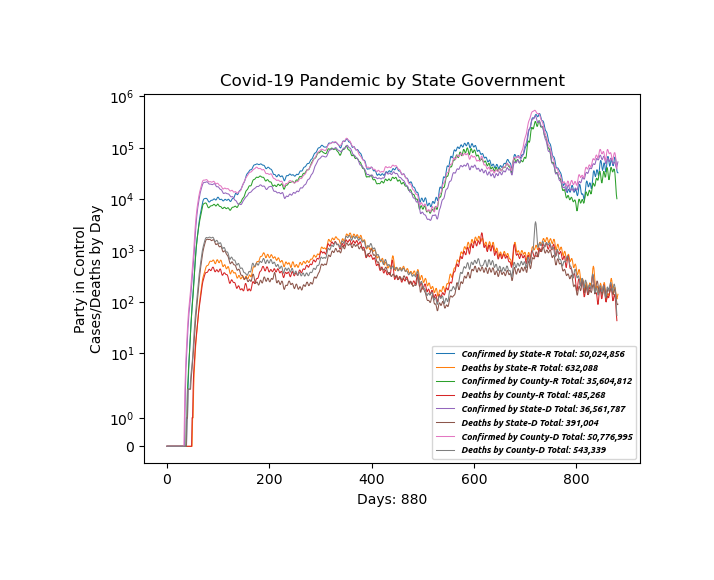 Covid-19 Pandemic by State Government
Party in Control
Cases/Deaths by Day
10^6
10^5
10^4
10^3
10^2
10^1
10^0
0
Confirmed by State-R Total: 50,024,856
Deaths by State-R Total: 632,088
Confirmed by County-R Total: 35,604,812
Deaths by County-R Total: 485,268
Confirmed by State-D Total: 36,561,787
Deaths by State-D Total: 391,004
Confirmed by County-D Total: 50,776,995
Deaths by County-D Total: 543,339
0 200 400 600 800
Days: 880